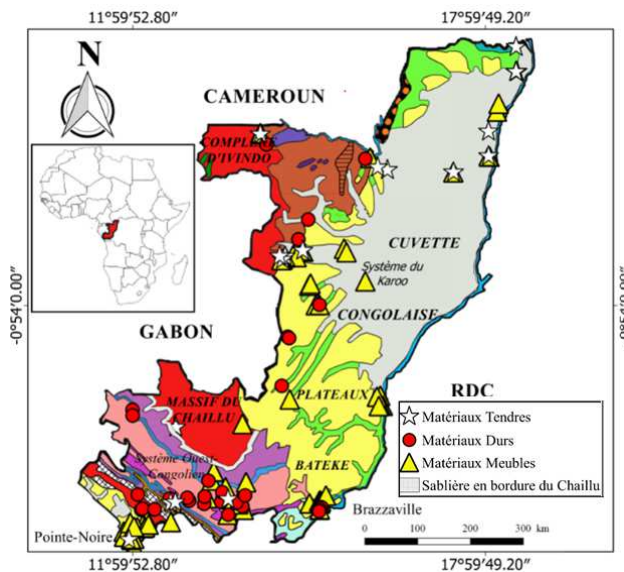 11°59′52.80″
17°59′49.20″
N
CAMEROUN
COMPLEXE
D'IVINDO
CUVETTE
Système du
Karoo
-0°54′0.00″
0°54′0.00″
CONGOLAISE
GABON
MASSIF DU
CHAILLU
PLATEAUX
RDC
Matériaux Tendres
Matériaux Durs
Matériaux Meubles
Sablière en bordure du Chaillu
Système Ouest-
Congolien
BATEKE
Brazzaville
Pointe-Noire
0 100 200 300 km
11°59′52.80″
17°59′49.20″